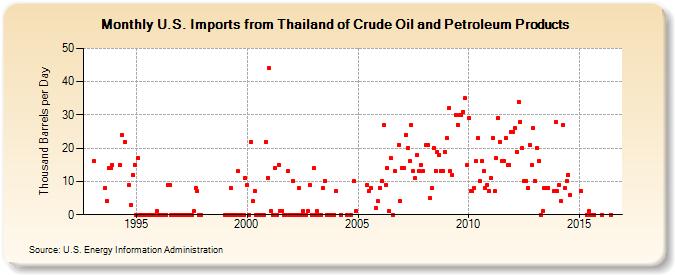 Monthly U.S. Imports from Thailand of Crude Oil and Petroleum Products
Thousand Barrels per Day
50
40
30
20
10
0
1995 2000 2005 2010 2015
Source: U.S. Energy Information Administration